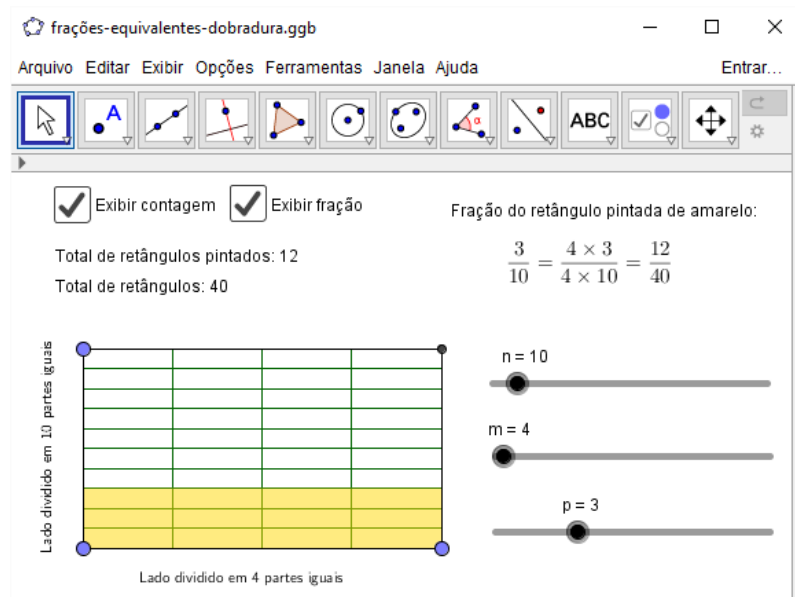 frações-equivalentes-dobradura.ggb
Arquivo Editar Exibir Opções Ferramentas Janela Ajuda Entrar...
A α ABC
Exibir contagem Exibir fração
Total de retângulos pintados: 12
Total de retângulos: 40
Fração do retângulo pintada de amarelo:
3/10 = 4 × 3/4 × 10 = 12/40
Lado dividido em 10 partes iguais
Lado dividido em 4 partes iguais
n = 10
m = 4
p = 3